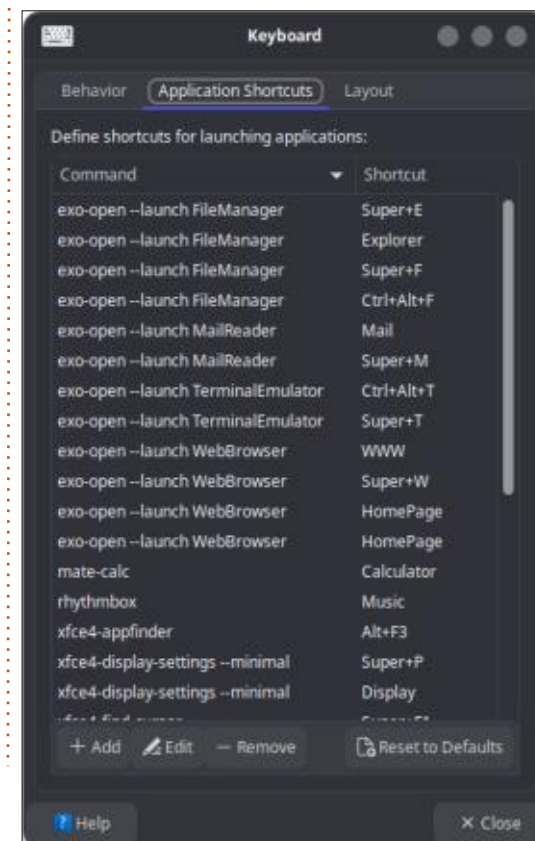 Keyboard
Behavior Application Shortcuts Layout
Define shortcuts for launching applications:
Command Shortcut
exo-open --launch FileManager Super+E
exo-open --launch FileManager Explorer
exo-open --launch FileManager Super+F
exo-open --launch FileManager Ctrl+Alt+F
exo-open --launch MailReader Mail
exo-open --launch MailReader Super+M
exo-open --launch TerminalEmulator Ctrl+Alt+T
exo-open --launch TerminalEmulator Super+T
exo-open --launch WebBrowser WWW
exo-open --launch WebBrowser Super+W
exo-open --launch WebBrowser HomePage
exo-open --launch WebBrowser HomePage
mate-calc Calculator
rhythmbox Music
xfce4-appfinder Alt+F3
xfce4-display-settings --minimal Super+P
xfce4-display-settings --minimal Display
+ Add Edit − Remove Reset to Defaults
? Help × Close